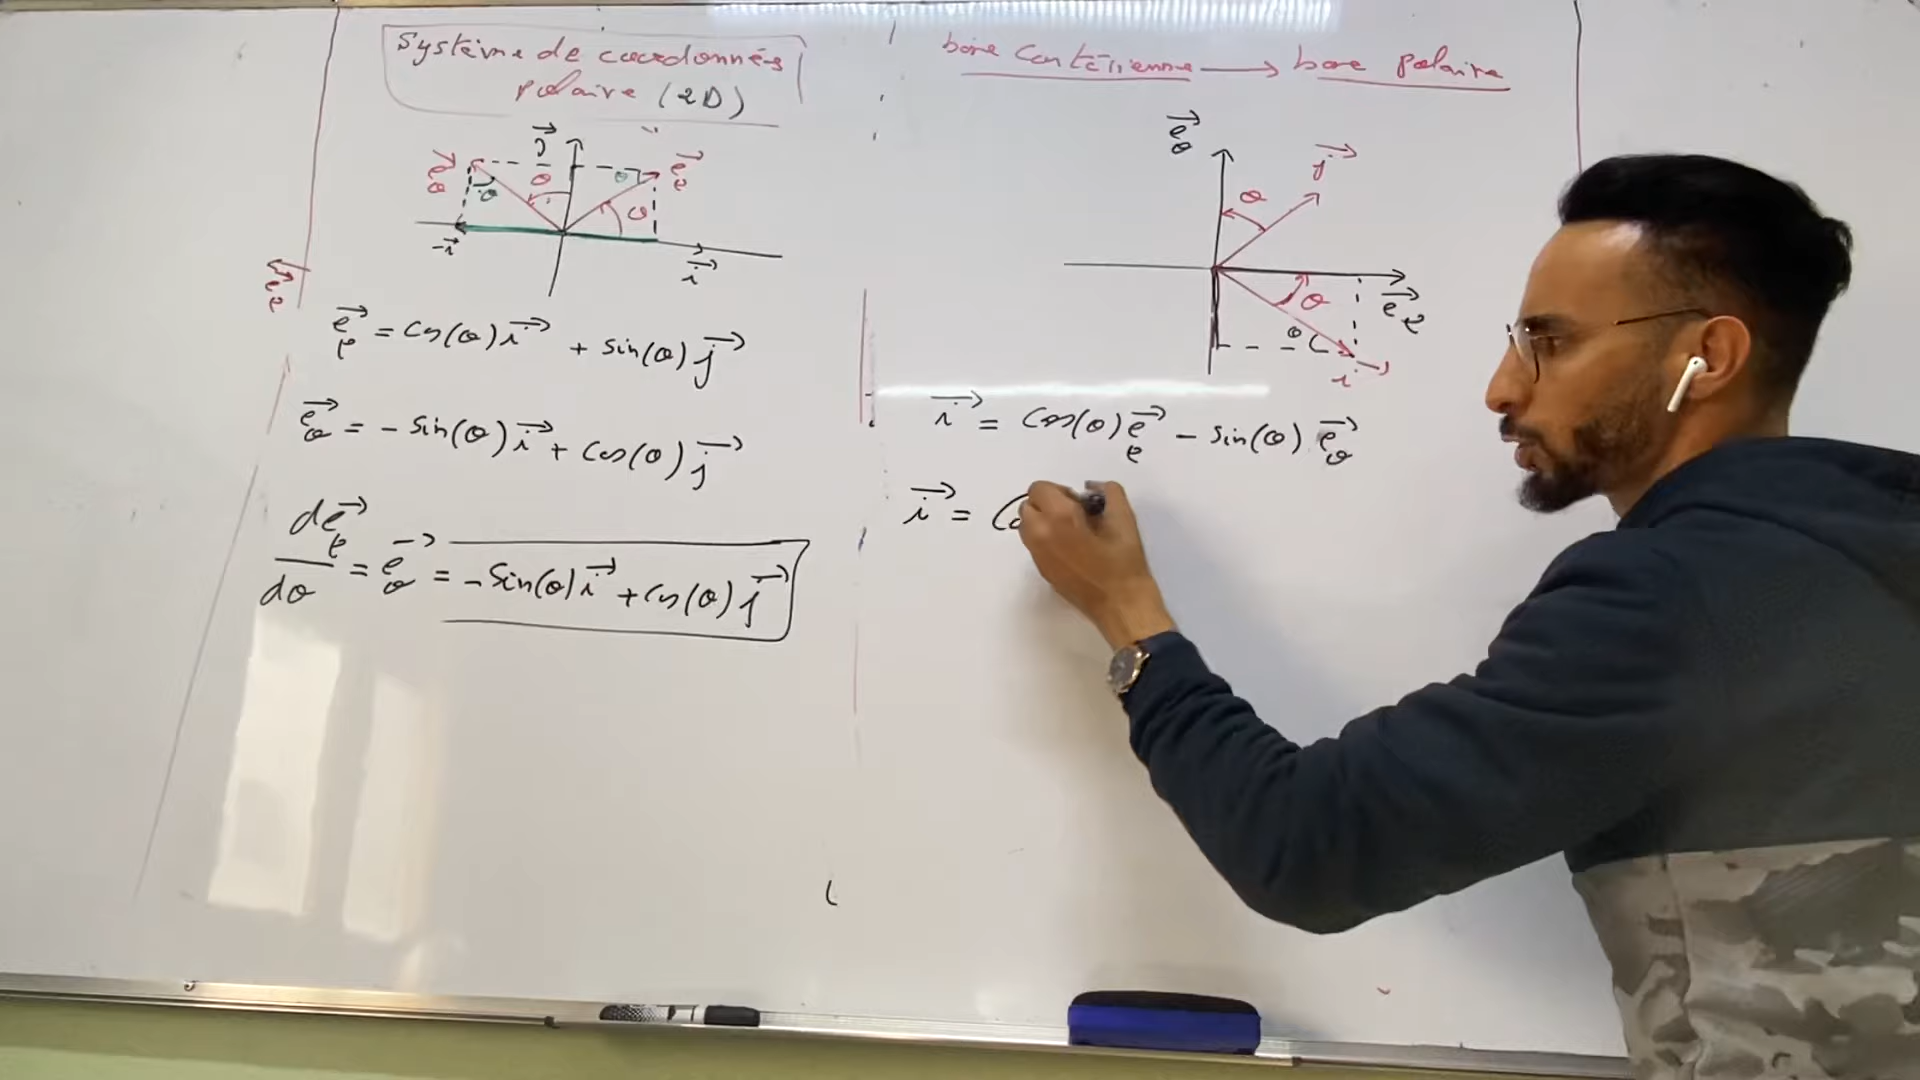 Système de coordonnés
polaire (2D)
base Cartésienne → base polaire
e⃗θ j⃗ θ θ θ θ e⃗ρ
-i⃗ i⃗
e⃗ρ
e⃗ρ = cos(θ) i⃗ + sin(θ) j⃗
e⃗θ = - sin(θ) i⃗ + cos(θ) j⃗
de⃗ρ/dθ = e⃗θ = - sin(θ) i⃗ + cos(θ) j⃗
e⃗θ
j⃗
θ
θ e⃗ρ
θ
i⃗
i⃗ = cos(θ) e⃗ρ - sin(θ) e⃗θ
i⃗ = Co